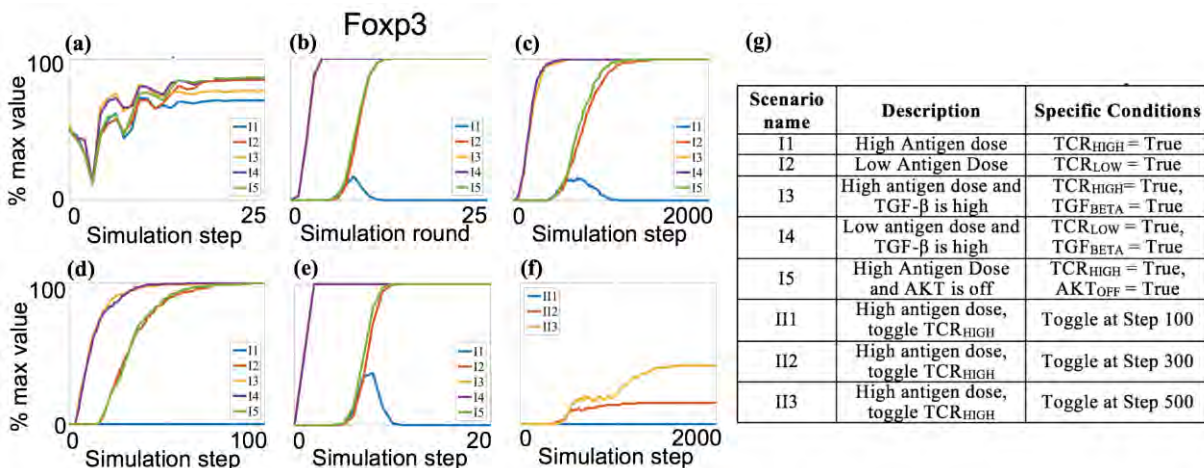 Foxp3
(a)
% max value
100
0
I1
I2
I3
I4
I5
0
25
Simulation step
(b)
I1
I2
I3
I4
I5
0
25
Simulation round
(c)
I1
I2
I3
I4
I5
0
2000
Simulation step
(d)
% max value
100
0
I1
I2
I3
I4
I5
0
100
Simulation step
(e)
I1
I2
I3
I4
I5
0
20
Simulation step
(f)
II1
II2
II3
0
2000
Simulation step
(g)
Scenario name Description Specific Conditions
I1 High Antigen dose TCRHIGH = True
I2 Low Antigen Dose TCRLOW = True
I3 High antigen dose and TGF-β is high TCRHIGH= True, TGFBETA = True
I4 Low antigen dose and TGF-β is high TCRLOW = True, TGFBETA = True
I5 High Antigen Dose and AKT is off TCRHIGH = True, AKTOFF = True
II1 High antigen dose, toggle TCRHIGH Toggle at Step 100
II2 High antigen dose, toggle TCRHIGH Toggle at Step 300
II3 High antigen dose, toggle TCRHIGH Toggle at Step 500